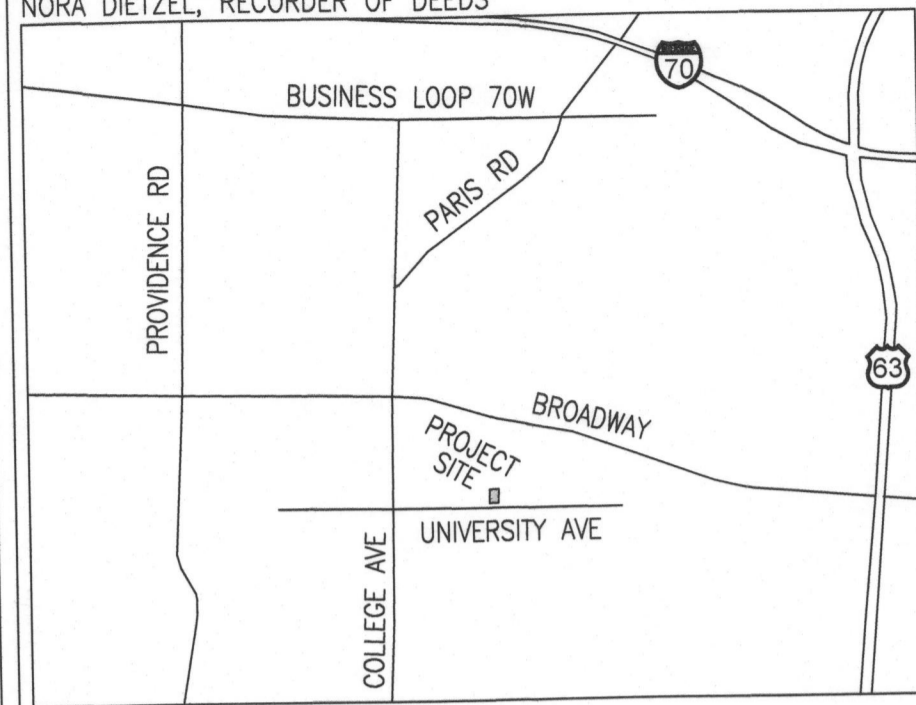 NORA DIETZEL, RECORDER OF DEEDS
70
BUSINESS LOOP 70W
PARIS RD
PROVIDENCE RD
63
BROADWAY
PROJECT
SITE
UNIVERSITY AVE
COLLEGE AVE